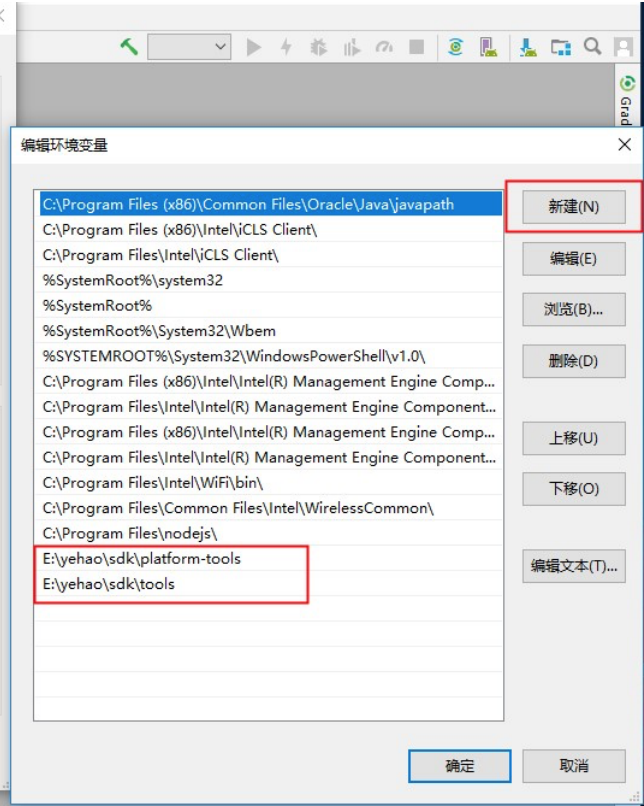 Grad
编辑环境变量
C:\Program Files (x86)\Common Files\Oracle\Java\javapath
C:\Program Files (x86)\Intel\iCLS Client\
C:\Program Files\Intel\iCLS Client\
%SystemRoot%\system32
%SystemRoot%
%SystemRoot%\System32\Wbem
%SYSTEMROOT%\System32\WindowsPowerShell\v1.0\
C:\Program Files (x86)\Intel\Intel(R) Management Engine Comp...
C:\Program Files\Intel\Intel(R) Management Engine Component...
C:\Program Files (x86)\Intel\Intel(R) Management Engine Comp...
C:\Program Files\Intel\Intel(R) Management Engine Component...
C:\Program Files\Intel\WiFi\bin\
C:\Program Files\Common Files\Intel\WirelessCommon\
C:\Program Files\nodejs\
E:\yehao\sdk\platform-tools
E:\yehao\sdk\tools
新建(N)
编辑(E)
浏览(B)...
删除(D)
上移(U)
下移(O)
编辑文本(T)...
确定
取消